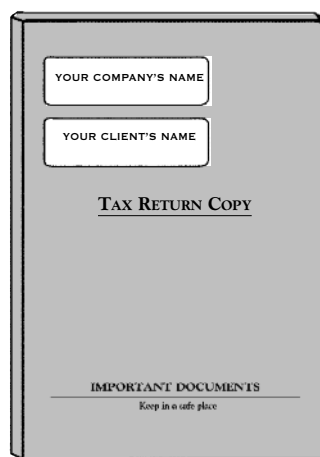 YOUR COMPANY'S NAME
YOUR CLIENT'S NAME
TAX RETURN COPY
IMPORTANT DOCUMENTS
Keep in a safe place